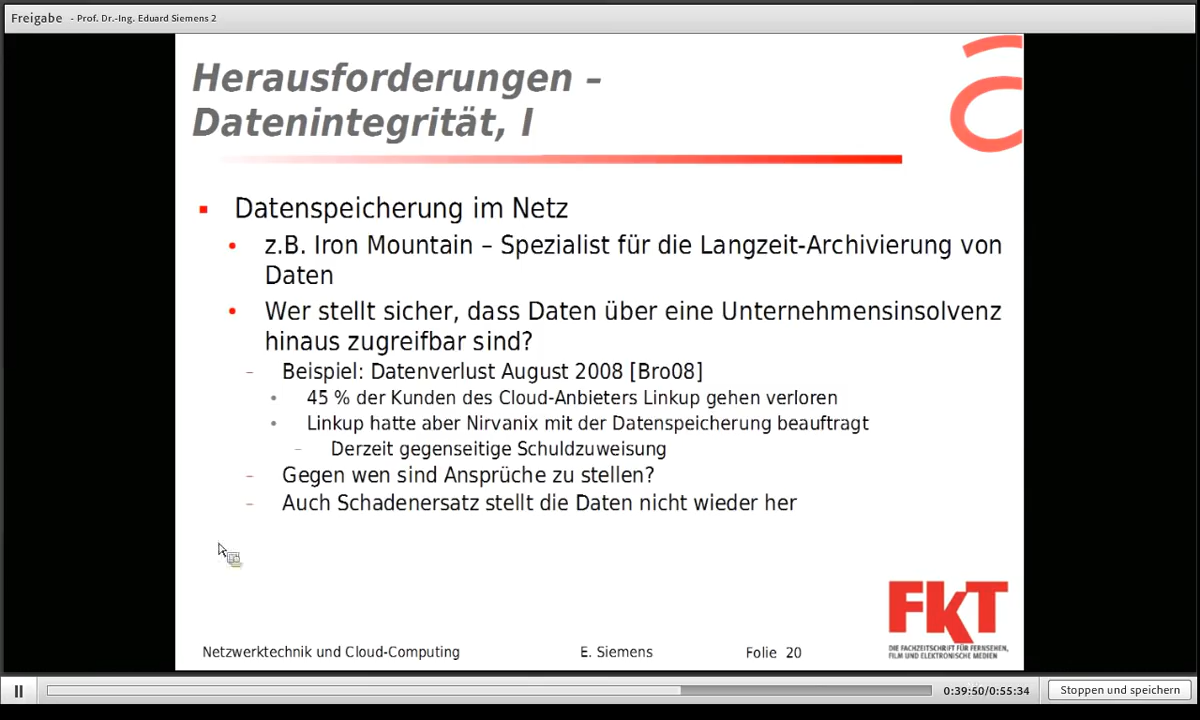 Freigabe - Prof. Dr.-Ing. Eduard Siemens 2
Herausforderungen –
Datenintegrität, I
Datenspeicherung im Netz
z.B. Iron Mountain – Spezialist für die Langzeit-Archivierung von
Daten
Wer stellt sicher, dass Daten über eine Unternehmensinsolvenz
hinaus zugreifbar sind?
– Beispiel: Datenverlust August 2008 [Bro08]
45 % der Kunden des Cloud-Anbieters Linkup gehen verloren
Linkup hatte aber Nirvanix mit der Datenspeicherung beauftragt
– Derzeit gegenseitige Schuldzuweisung
– Gegen wen sind Ansprüche zu stellen?
– Auch Schadenersatz stellt die Daten nicht wieder her
FKT
DIE FACHZEITSCHRIFT FÜR FERNSEHEN,
FILM UND ELEKTRONISCHE MEDIEN
Netzwerktechnik und Cloud-Computing E. Siemens Folie 20
0:39:50/0:55:34 Stoppen und speichern